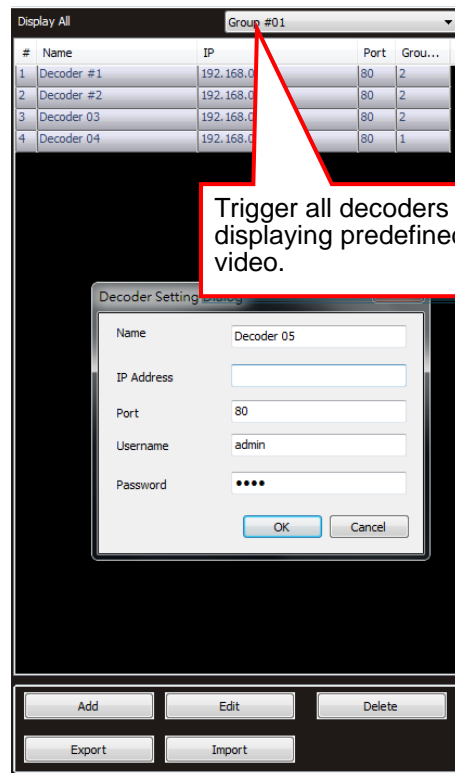 Display All Group #01
# Name IP Port Grou...
1 Decoder #1 192.168.0 80 2
2 Decoder #2 192.168.0 80 2
3 Decoder 03 192.168.0 80 2
4 Decoder 04 192.168.0 80 1
Trigger all decoders
displaying predefined
video.
Decoder Setting Dialog
Name Decoder 05
IP Address
Port 80
Username admin
Password ••••
OK Cancel
Add Edit Delete
Export Import